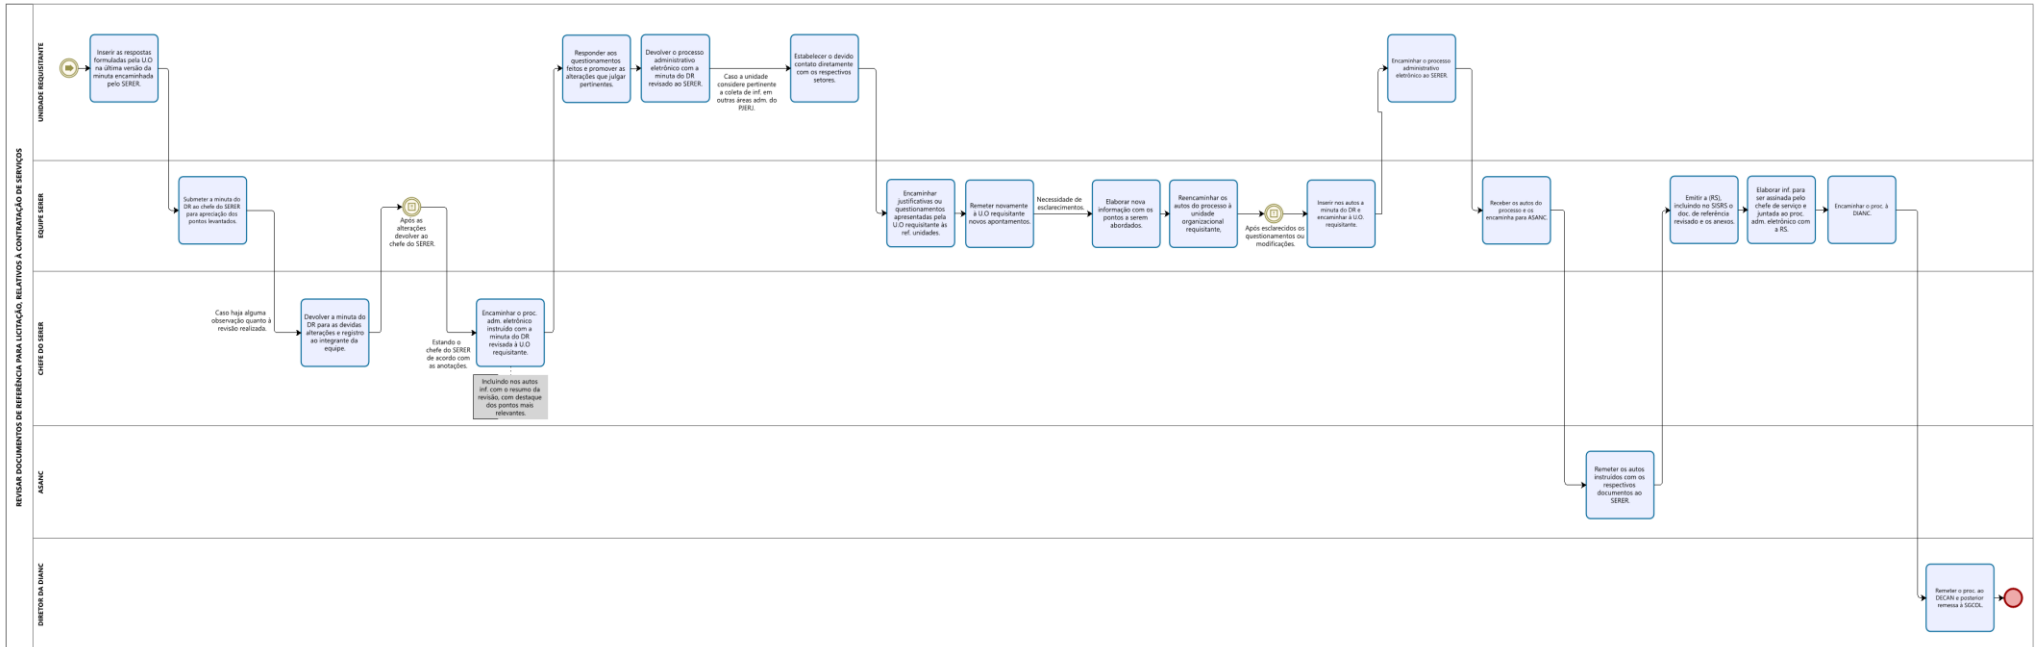 REVISAR DOCUMENTOS DE REFERÊNCIA PARA LICITAÇÃO, RELATIVOS À CONTRATAÇÃO DE SERVIÇOS
UNIDADE REQUISITANTE
Inserir as respostas
formuladas pela U.O
na última versão da
minuta encaminhada
pelo SERER.
Responder aos
questionamentos
feitos e promover as
alterações que julgar
pertinentes.
Devolver o processo
administrativo
eletrônico com a
minuta do DR
revisado ao SERER.
Caso a unidade
considere pertinente
a coleta de inf. em
outras áreas adm. do
PJERJ.
Estabelecer o devido
contato diretamente
com os respectivos
setores.
Encaminhar o processo
administrativo
eletrônico ao SERER.
EQUIPE SERER
Submeter a minuta do
DR ao chefe do SERER
para apreciação dos
pontos levantados.
Após as
alterações
devolver ao
chefe do SERER.
Encaminhar
justificativas ou
questionamentos
apresentadas pela
U.O requisitante às
ref. unidades.
Remeter novamente
à U.O requisitante
novos apontamentos.
Necessidade de
esclarecimentos.
Elaborar nova
informação com os
pontos a serem
abordados.
Reencaminhar os
autos do processo à
unidade
organizacional
requisitante,
Após esclarecidos os
questionamentos ou
modificações.
Inserir nos autos a
minuta do DR e
encaminar à U.O.
requisitante.
Receber os autos do
processo e os
encaminha para ASANC.
Emitir a (RS),
incluindo no SISRS o
doc. de referência
revisado e os anexos.
Elaborar inf. para
ser assinada pelo
chefe de serviço e
juntada ao proc.
adm. eletrônico com
a RS.
Encaminhar o proc. à
DIANC.
CHEFE DO SERER
Caso haja alguma
observação quanto à
revisão realizada.
Devolver a minuta do
DR para as devidas
alterações e registro
ao integrante da
equipe.
Estando o
chefe do SERER
de acordo com
as anotações.
Encaminhar o proc.
adm. eletrônico
instruído com a
minuta do DR
revisada à U.O
requisitante.
Incluindo nos autos
inf. com o resumo da
revisão, com destaque
dos pontos mais
relevantes.
ASANC
Remeter os autos
instruídos com os
respectivos
documentos ao
SERER.
DIRETOR DA DIANC
Remeter o proc. ao
DECAN e posterior
remessa à SGCOL.